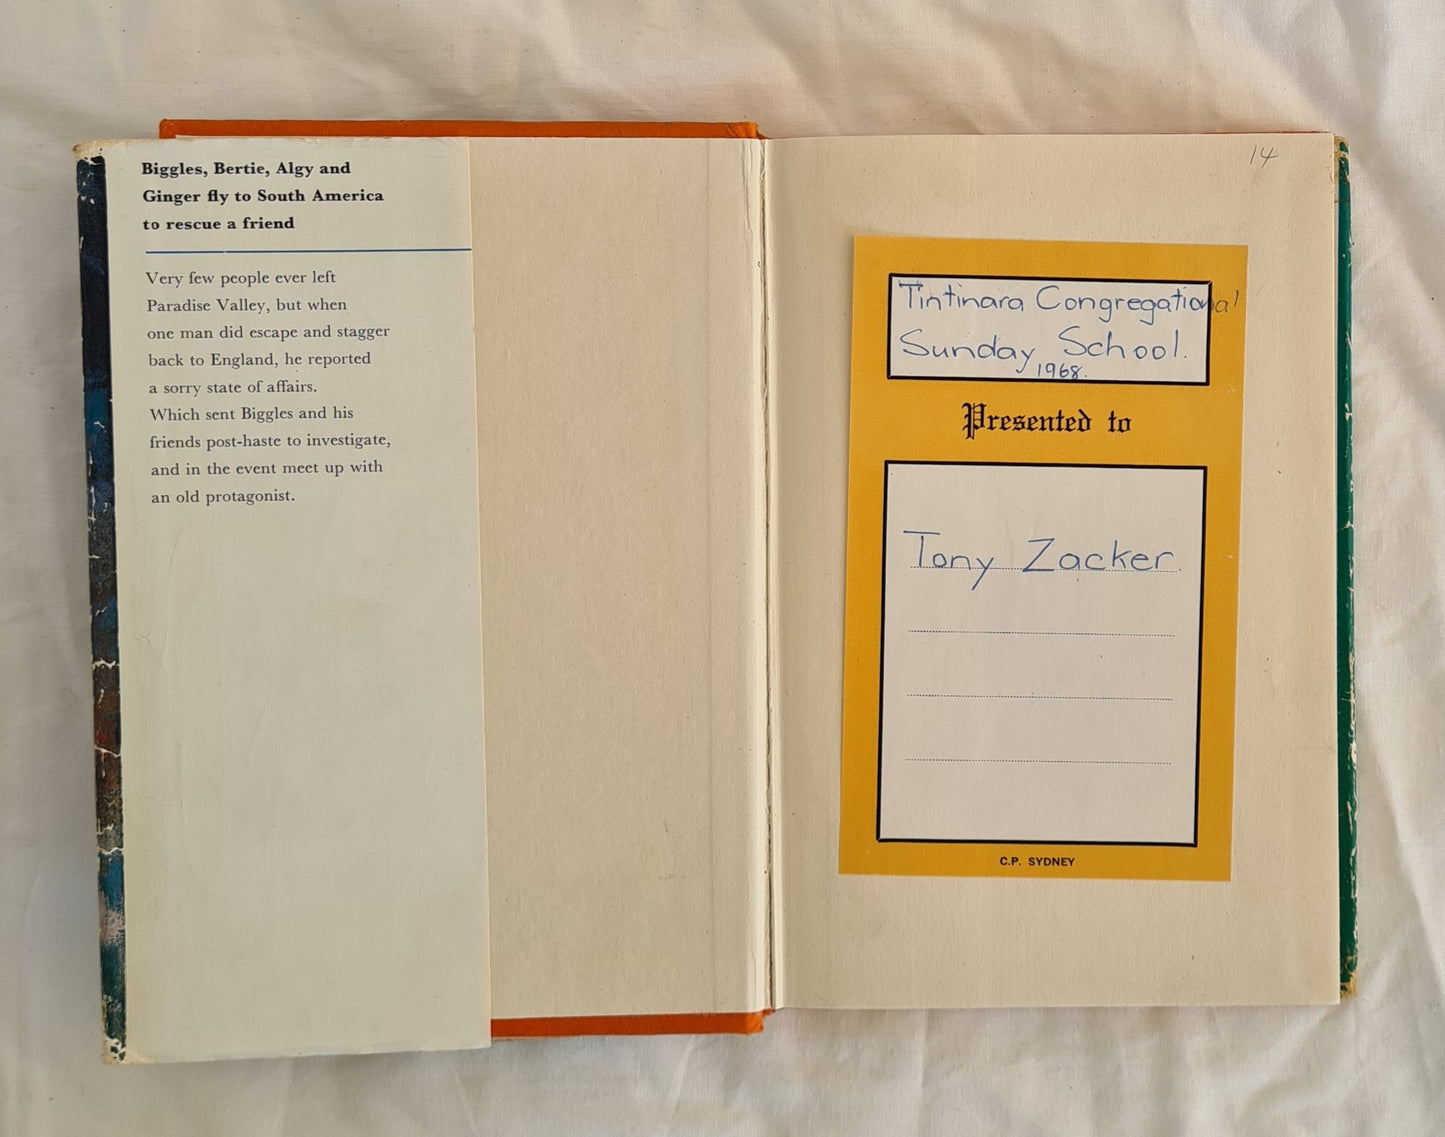 Biggles, Bertie, Algy and
Ginger fly to South America
to rescue a friend
Very few people ever left
Paradise Valley, but when
one man did escape and stagger
back to England, he reported
a sorry state of affairs.
Which sent Biggles and his
friends post-haste to investigate,
and in the event meet up with
an old protagonist.
14
Tintinara Congregational
Sunday School.
1968.
Presented to
Tony Zacker.
C.P. SYDNEY